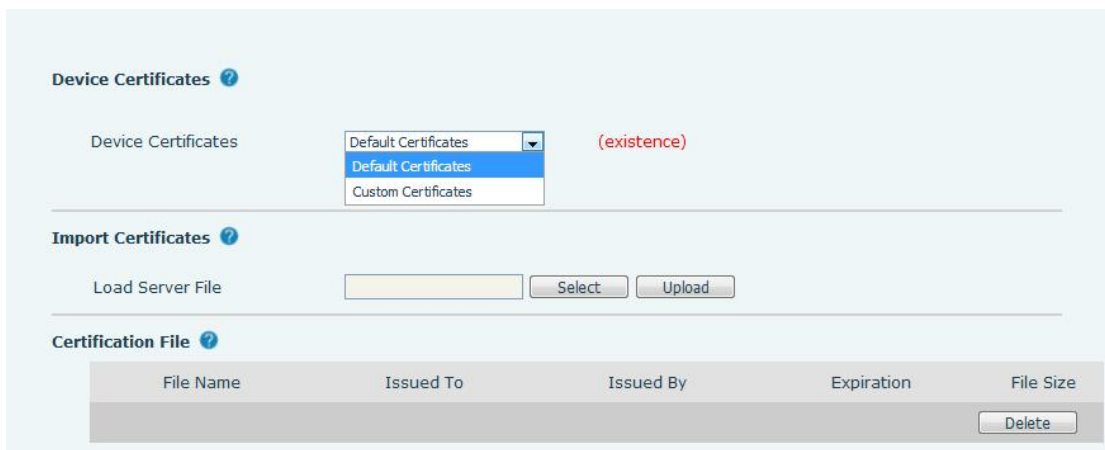 Device Certificates
Device Certificates Default Certificates (existence)
Default Certificates
Custom Certificates
Import Certificates
Load Server File Select Upload
Certification File
File Name Issued To Issued By Expiration File Size
Delete